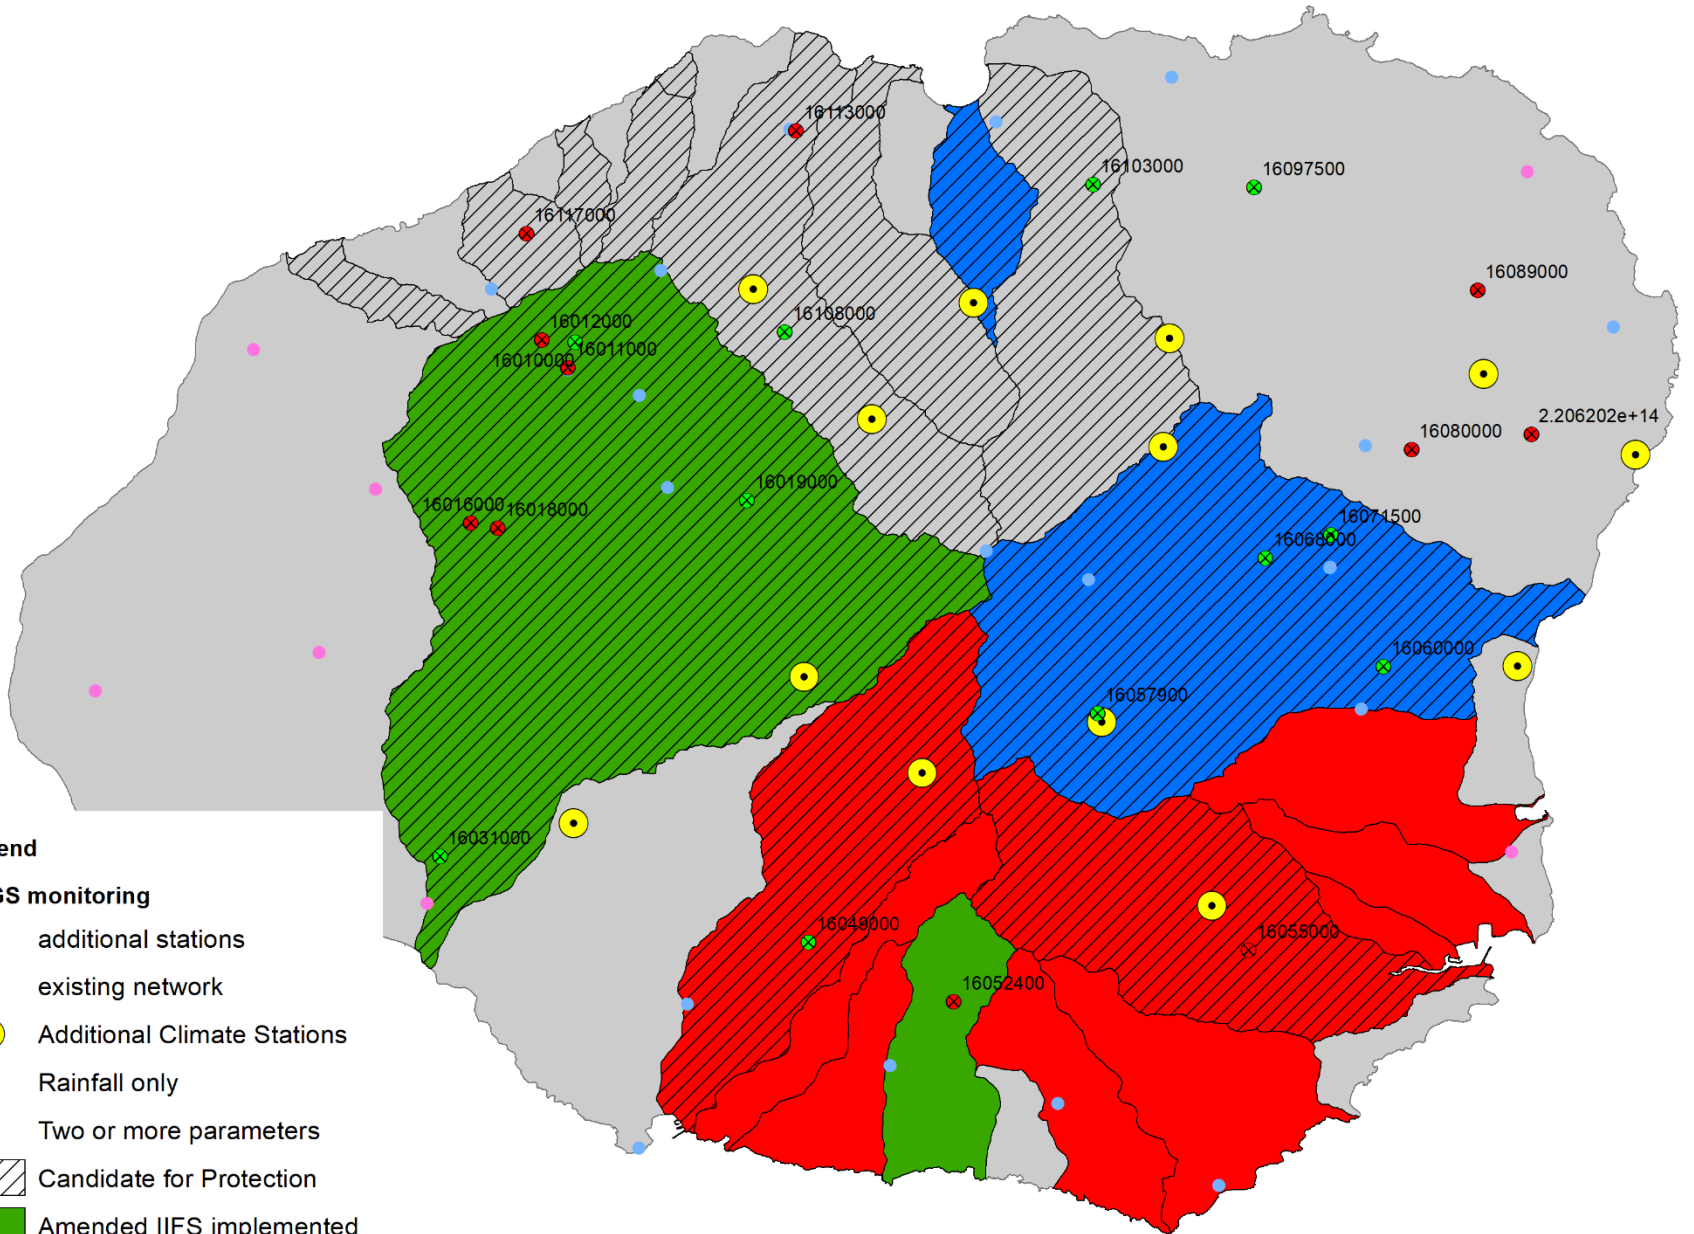 16113000
16103000
16097500
16117000
16089000
16108000
16012000
16011000
16010000
2.206202e+14
16080000
16019000
16016000
16018000
16071500
16068000
16060000
16057900
16031000
end
GS monitoring
additional stations
existing network
Additional Climate Stations
Rainfall only
Two or more parameters
Candidate for Protection
Amended IIFS implemented
16049000
16055000
16052400